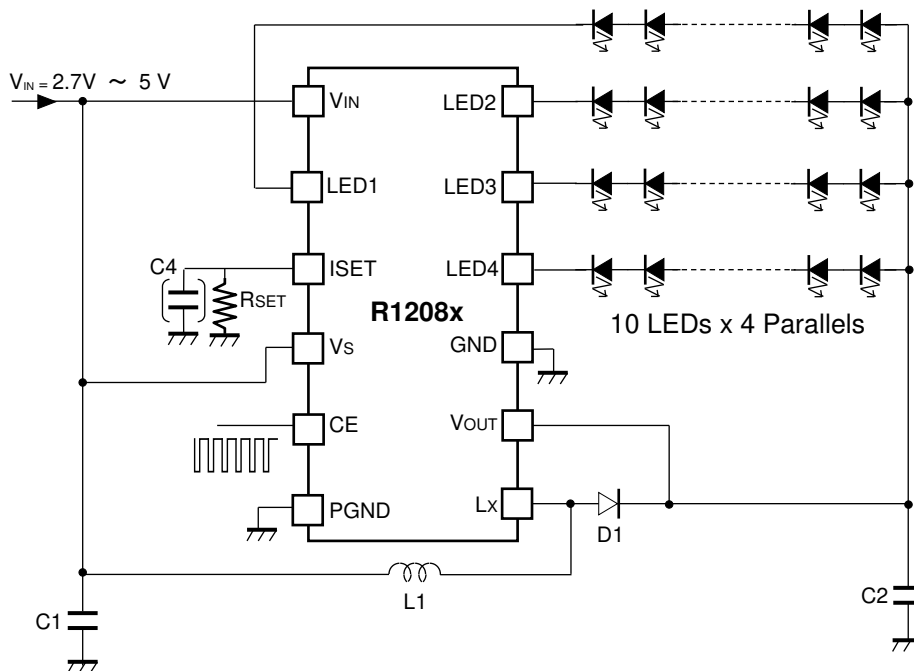 VIN = 2.7V ～ 5 V
VIN
LED2
LED1
LED3
C4
RSET
ISET
LED4
R1208x
10 LEDs x 4 Parallels
VS
GND
CE
VOUT
PGND
LX
D1
L1
C1
C2